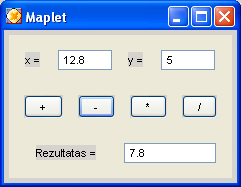 Maplet
x = 12.8 y = 5
+ - * /
Rezultatas = 7.8